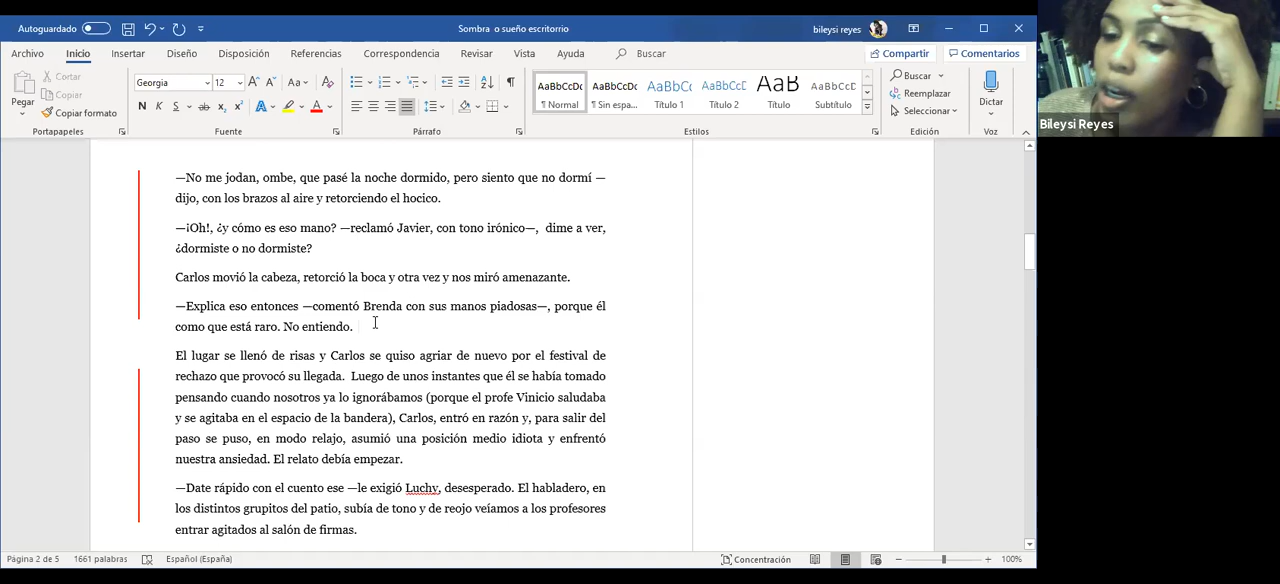 Autoguardado
Sombra o sueño escritorrio
bileysi reyes
Archivo Inicio Insertar Diseño Disposición Referencias Correspondencia Revisar Vista Ayuda Buscar Compartir Comentarios
Pegar
Cortar
Copiar
Copiar formato
Portapapeles
Georgia 12 A A Aa A
N K S ab x x A A
Fuente
Párrafo
AaBbCcDc AaBbCcDc AaBbC AaBbCcD AaB AaBbCcD
¶ Normal ¶ Sin espa... Título 1 Título 2 Título Subtítulo
Estilos
Buscar
Reemplazar
Seleccionar
Edición
Dictar
Voz
Bileysi Reyes
—No me jodan, ombe, que pasé la noche dormido, pero siento que no dormí —
dijo, con los brazos al aire y retorciendo el hocico.
—¡Oh!, ¿y cómo es eso mano? —reclamó Javier, con tono irónico—, dime a ver,
¿dormiste o no dormiste?
Carlos movió la cabeza, retorció la boca y otra vez y nos miró amenazante.
—Explica eso entonces —comentó Brenda con sus manos piadosas—, porque él
como que está raro. No entiendo.
El lugar se llenó de risas y Carlos se quiso agriar de nuevo por el festival de
rechazo que provocó su llegada. Luego de unos instantes que él se había tomado
pensando cuando nosotros ya lo ignorábamos (porque el profe Vinicio saludaba
y se agitaba en el espacio de la bandera), Carlos, entró en razón y, para salir del
paso se puso, en modo relajo, asumió una posición medio idiota y enfrentó
nuestra ansiedad. El relato debía empezar.
—Date rápido con el cuento ese —le exigió Luchy, desesperado. El habladero, en
los distintos grupitos del patio, subía de tono y de reojo veíamos a los profesores
entrar agitados al salón de firmas.
Página 2 de 5 1661 palabras Español (España) Concentración 100%